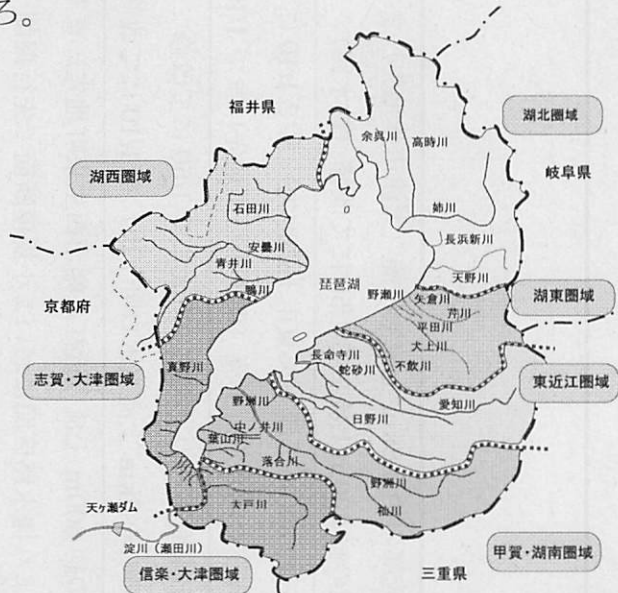 ろ。
福井県
湖北圏域
余呉川
高時川
岐阜県
湖西圏域
石田川
姉川
長浜新川
安曇川
青井川
天野川
琵琶湖
野瀬川
矢倉川
湖東圏域
鴨川
芹川
京都府
平田川
犬上川
長命寺川
不飲川
蛇砂川
東近江圏域
志賀・大津圏域
真野川
愛知川
野洲川
日野川
中ノ井川
葉山川
落合川
野洲川
杣川
大戸川
天ヶ瀬ダム
淀川（瀬田川）
甲賀・湖南圏域
信楽・大津圏域
三重県